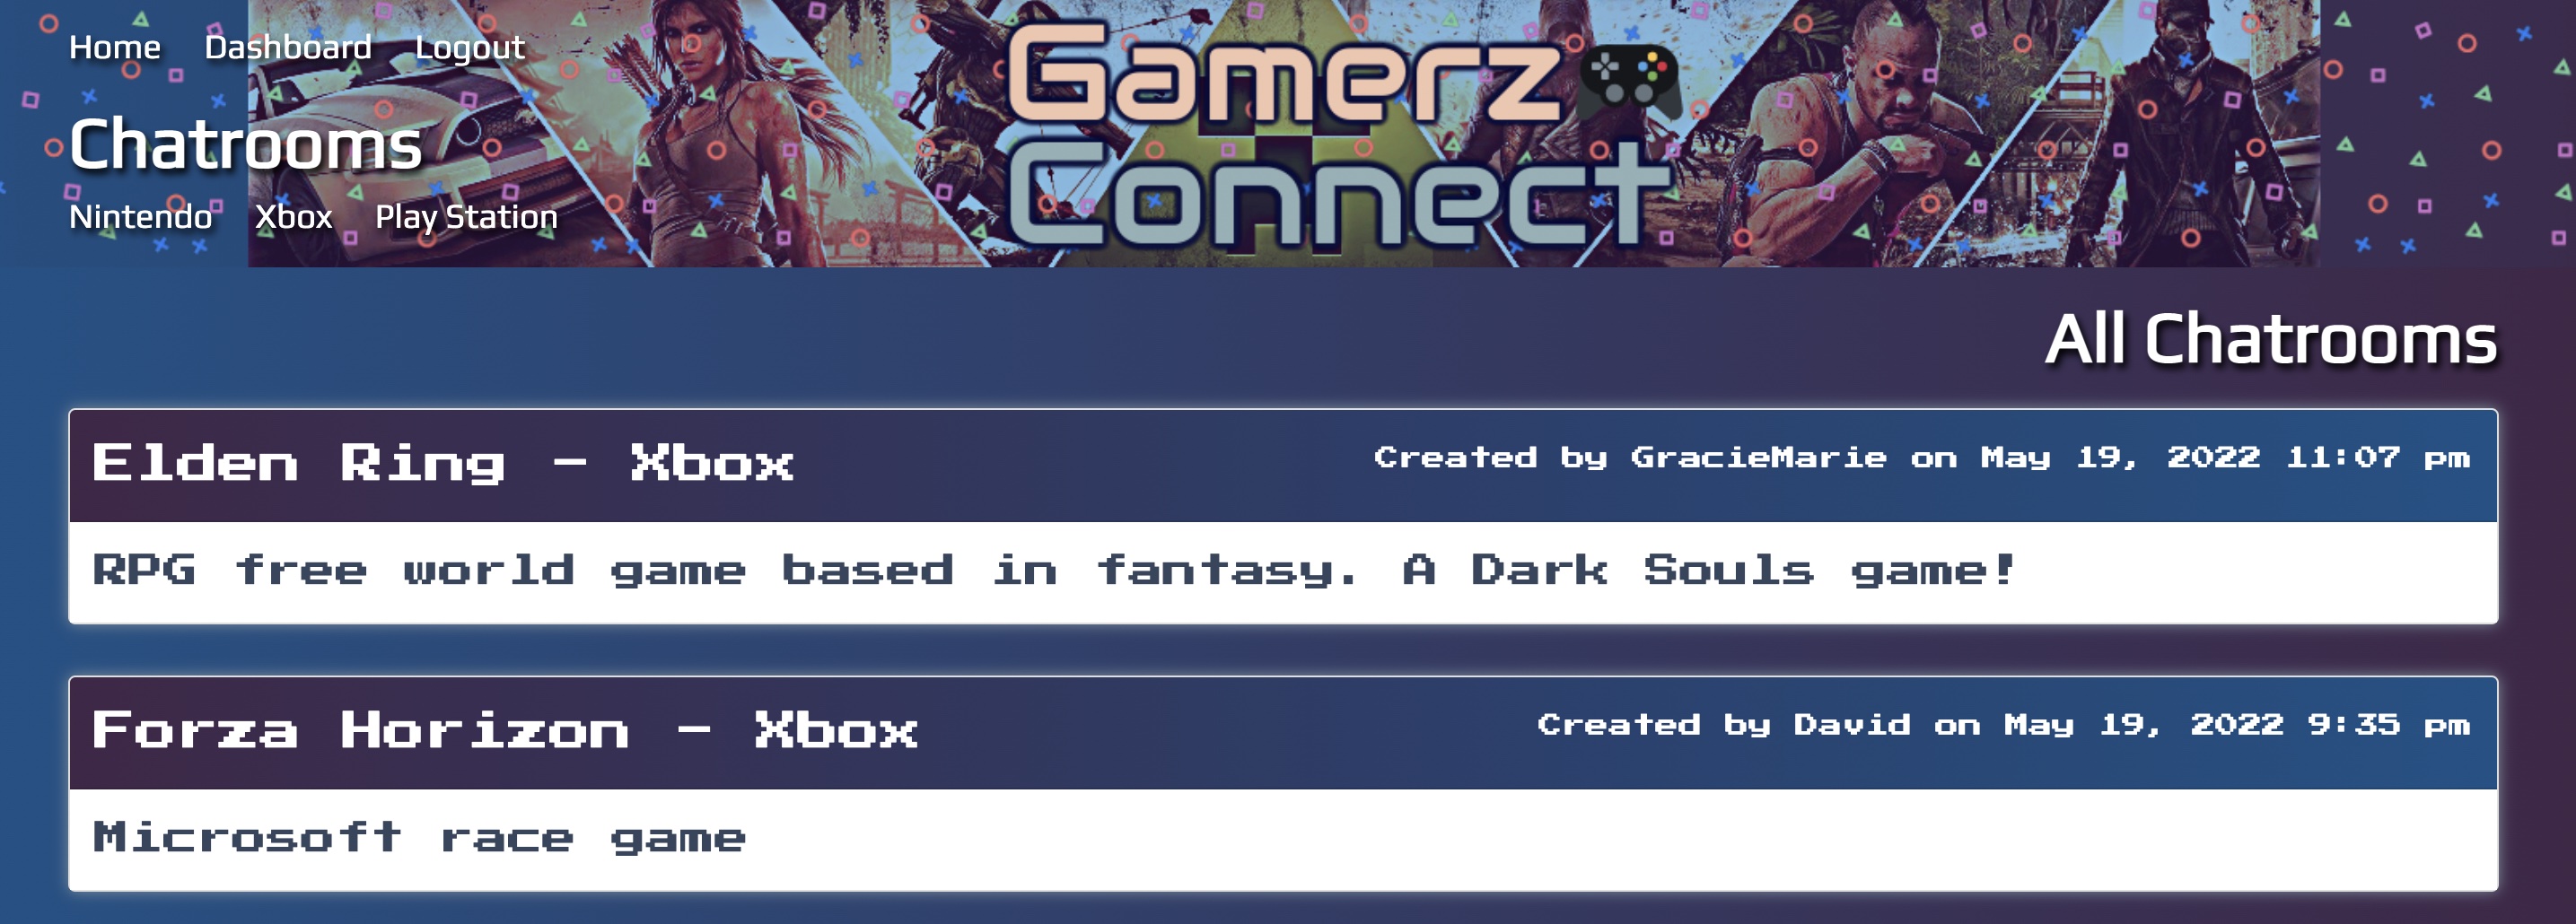 Home Dashboard Logout
Chatrooms
Nintendo Xbox Play Station
Gamerz
Connect
All Chatrooms
Elden Ring - Xbox
Created by GracieMarie on May 19, 2022 11:07 pm
RPG free world game based in fantasy. A Dark Souls game!
Forza Horizon - Xbox
Created by David on May 19, 2022 9:35 pm
Microsoft race game